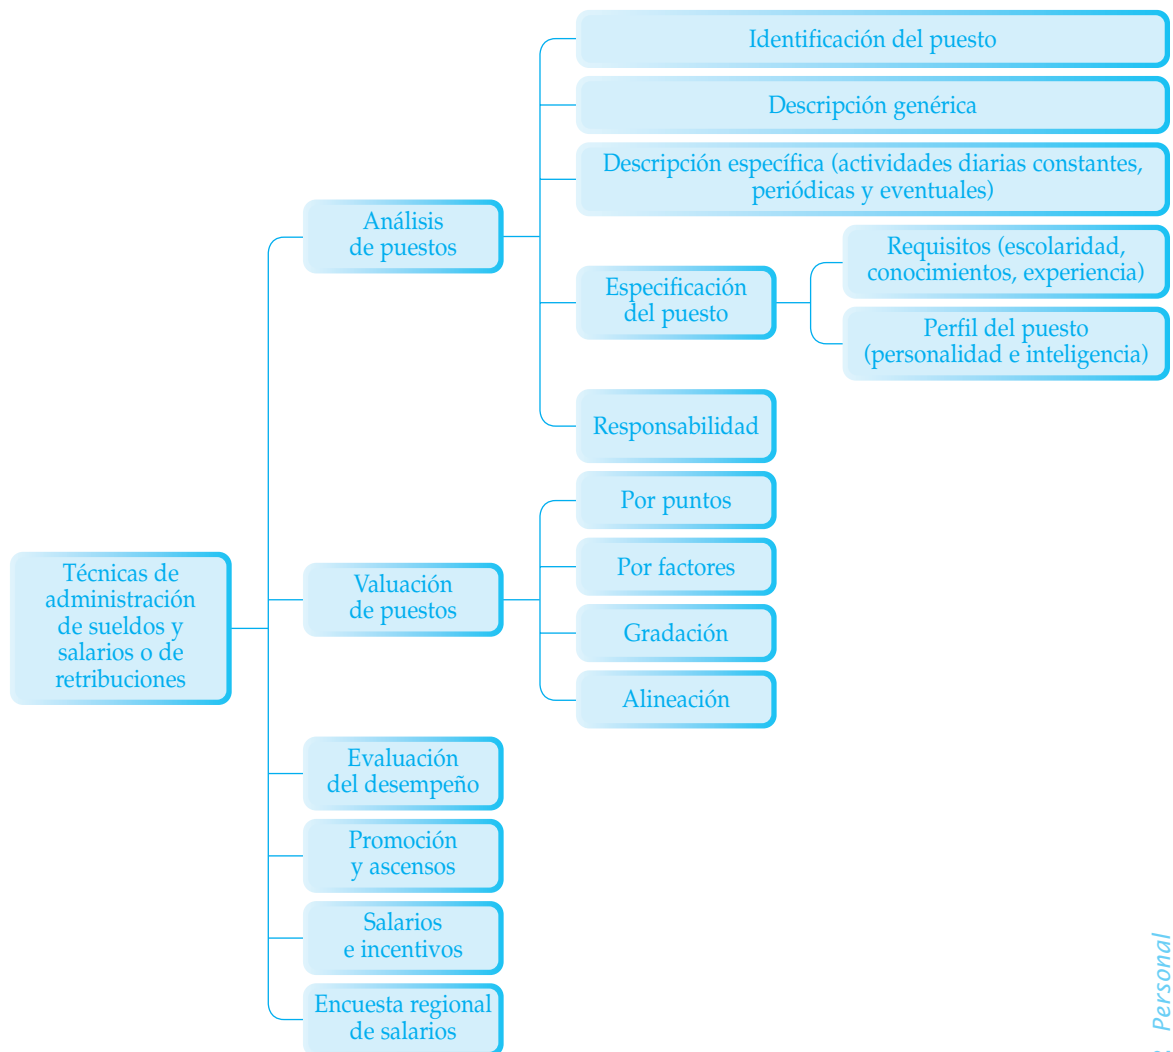 Identificación del puesto
Descripción genérica
Descripción específica (actividades diarias constantes,
periódicas y eventuales)
Análisis
de puestos
Requisitos (escolaridad,
conocimientos, experiencia)
Especificación
del puesto
Perfil del puesto
(personalidad e inteligencia)
Responsabilidad
Por puntos
Por factores
Técnicas de
administración
de sueldos y
salarios o de
retribuciones
Valuación
de puestos
Gradación
Alineación
Evaluación
del desempeño
Promoción
y ascensos
Salarios
e incentivos
Encuesta regional
de salarios
Personal